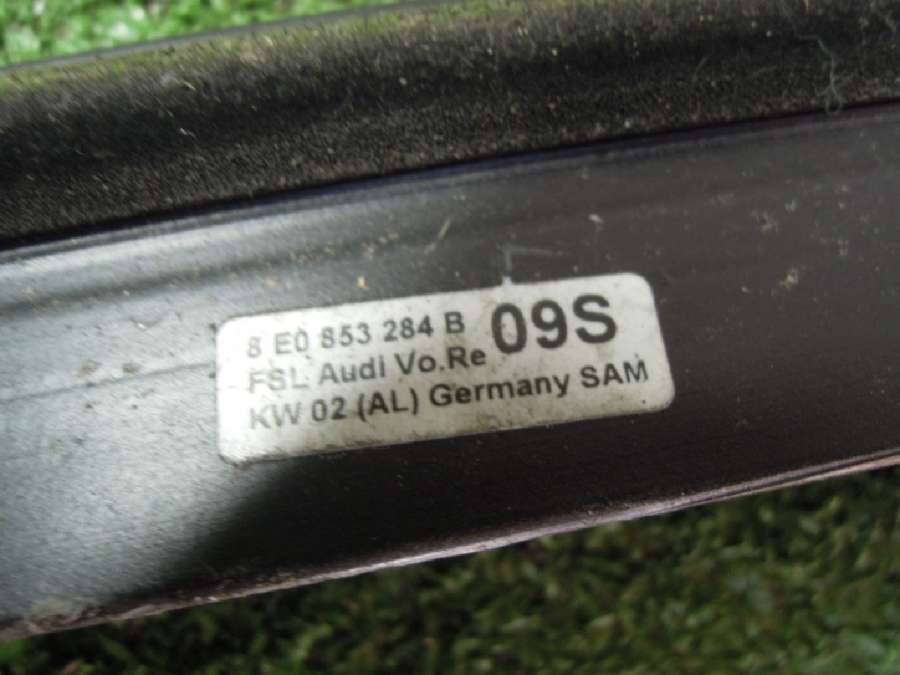 8 E0 853 284 B 09S
FSL Audi Vo.Re
KW 02 (AL) Germany SAM